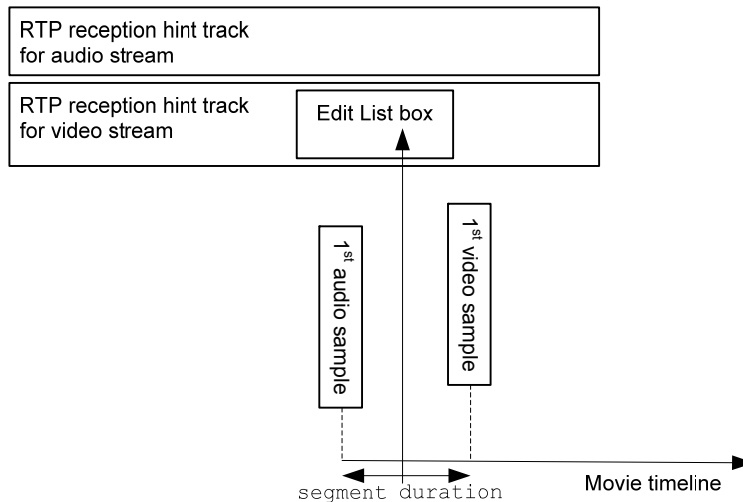 RTP reception hint track
for audio stream
RTP reception hint track
for video stream
Edit List box
1st audio sample
1st video sample
segment duration
Movie timeline